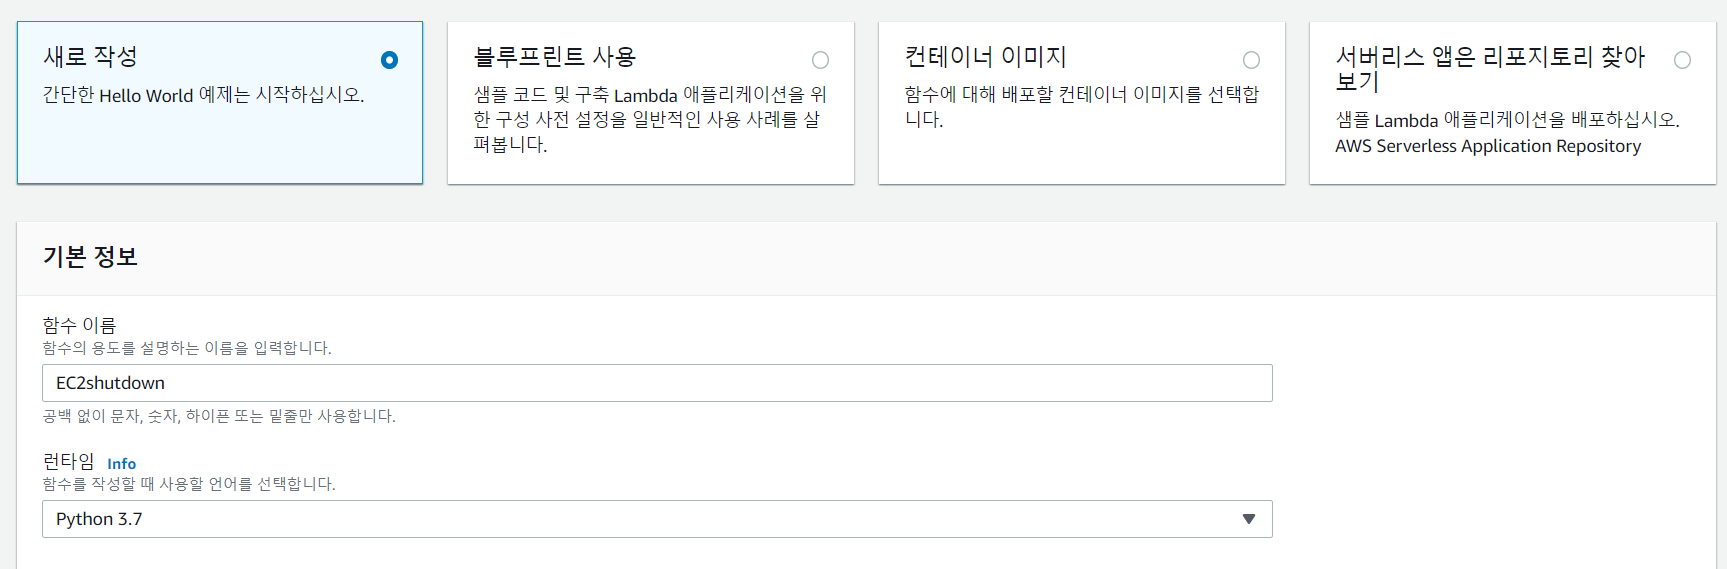 새로 작성
간단한 Hello World 예제는 시작하십시오.
블루프린트 사용
샘플 코드 및 구축 Lambda 애플리케이션을 위
한 구성 사전 설정을 일반적인 사용 사례를 살
펴봅니다.
컨테이너 이미지
함수에 대해 배포할 컨테이너 이미지를 선택합
니다.
서버리스 앱은 리포지토리 찾아
보기
샘플 Lambda 애플리케이션을 배포하십시오.
AWS Serverless Application Repository
기본 정보
함수 이름
함수의 용도를 설명하는 이름을 입력합니다.
EC2shutdown
공백 없이 문자, 숫자, 하이픈 또는 밑줄만 사용합니다.
런타임 Info
함수를 작성할 때 사용할 언어를 선택합니다.
Python 3.7